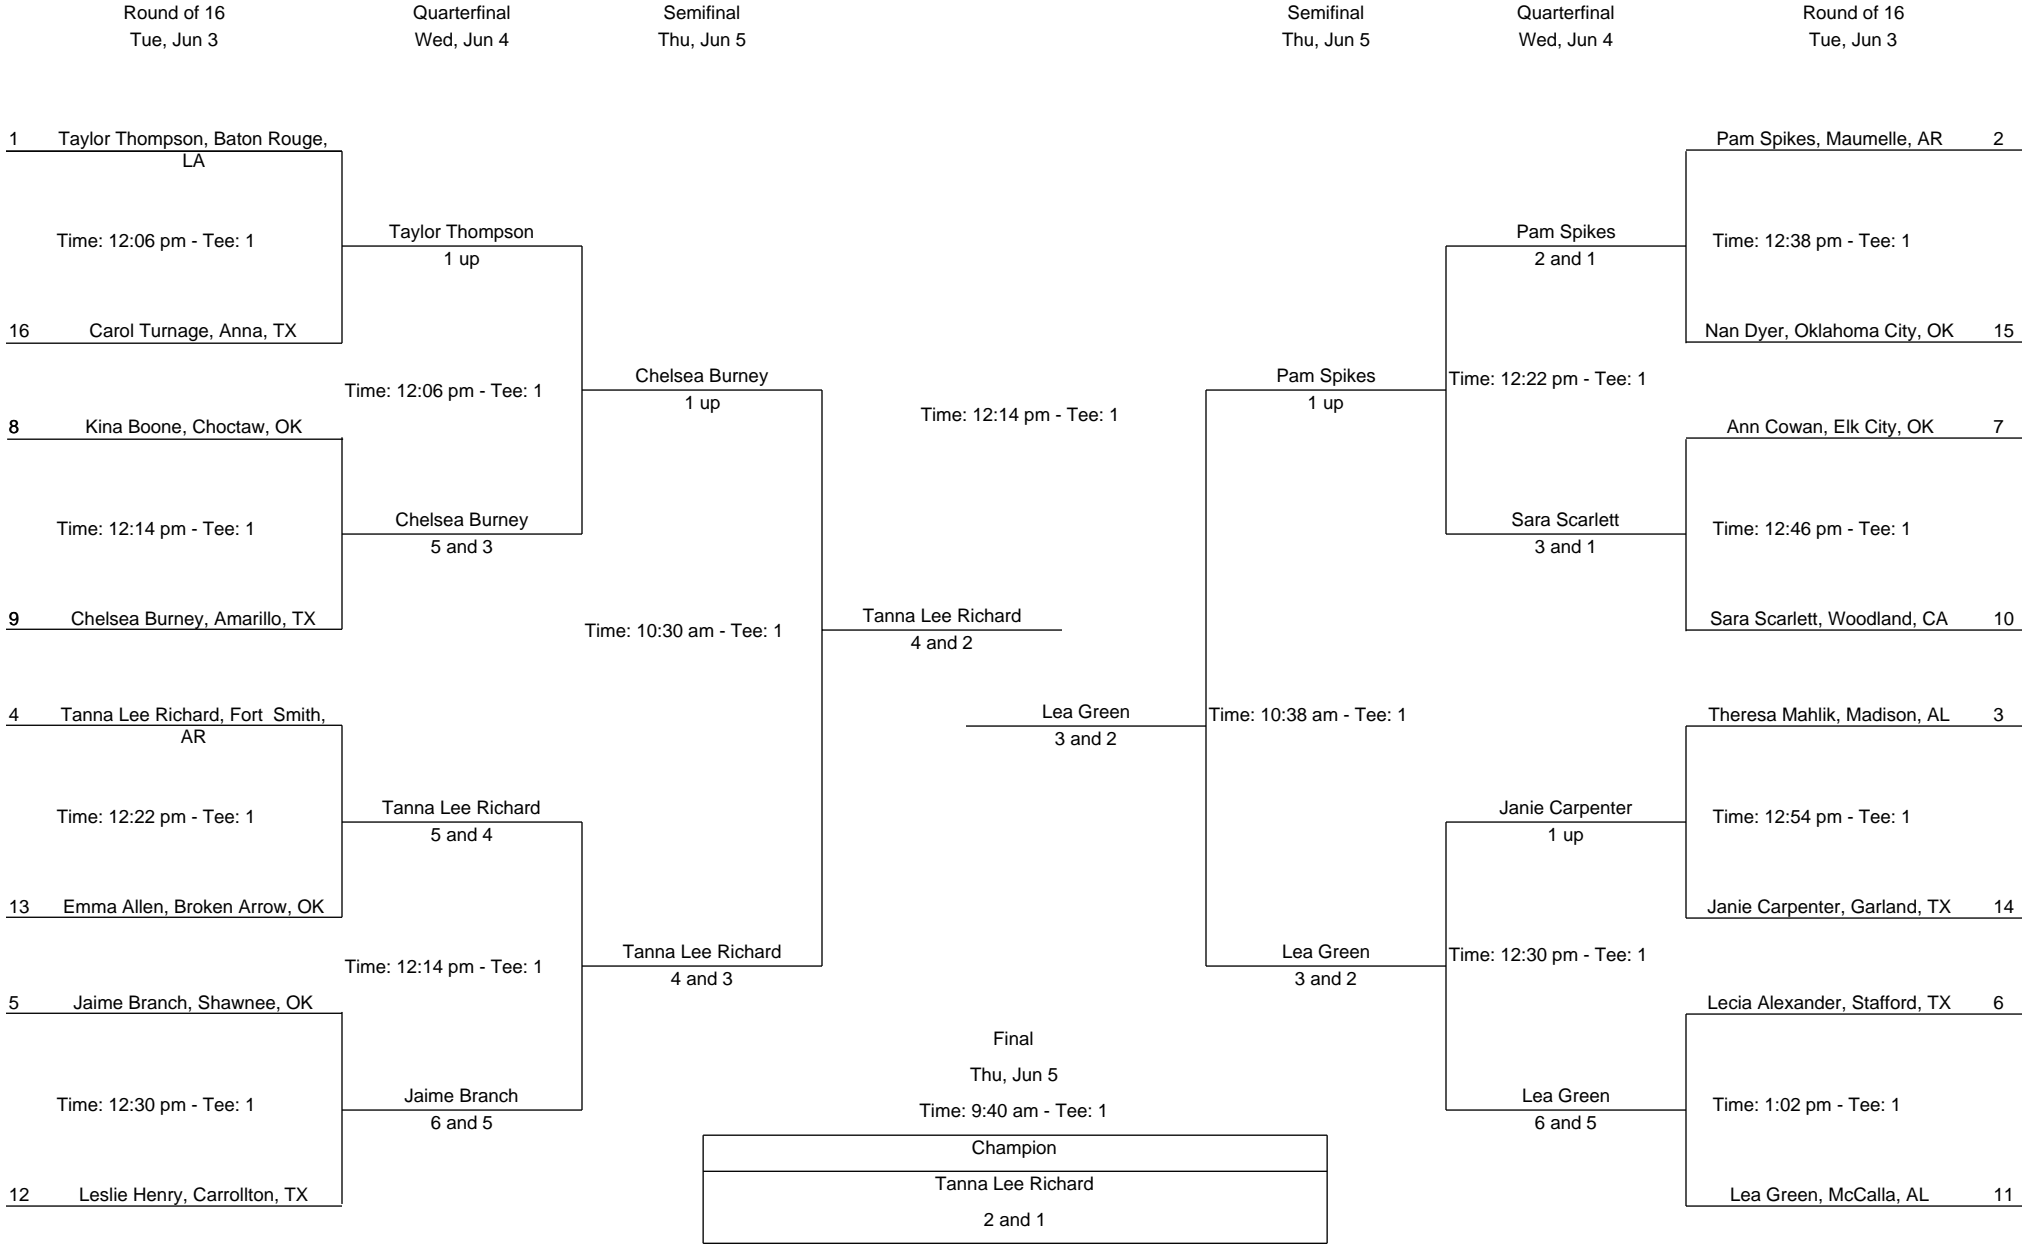 Round of 16
Tue, Jun 3
Quarterfinal
Wed, Jun 4
Semifinal
Thu, Jun 5
Semifinal
Thu, Jun 5
Quarterfinal
Wed, Jun 4
Round of 16
Tue, Jun 3
1 Taylor Thompson, Baton Rouge,
LA
Time: 12:06 pm - Tee: 1
16 Carol Turnage, Anna, TX
8 Kina Boone, Choctaw, OK
Time: 12:14 pm - Tee: 1
9 Chelsea Burney, Amarillo, TX
4 Tanna Lee Richard, Fort  Smith,
AR
Time: 12:22 pm - Tee: 1
13 Emma Allen, Broken Arrow, OK
5 Jaime Branch, Shawnee, OK
Time: 12:30 pm - Tee: 1
12 Leslie Henry, Carrollton, TX
Taylor Thompson
1 up
Time: 12:06 pm - Tee: 1
Chelsea Burney
5 and 3
Tanna Lee Richard
5 and 4
Time: 12:14 pm - Tee: 1
Jaime Branch
6 and 5
Chelsea Burney
1 up
Time: 10:30 am - Tee: 1
Tanna Lee Richard
4 and 3
Time: 12:14 pm - Tee: 1
Tanna Lee Richard
4 and 2
Lea Green
3 and 2
Pam Spikes
1 up
Time: 10:38 am - Tee: 1
Lea Green
3 and 2
Pam Spikes
2 and 1
Time: 12:22 pm - Tee: 1
Sara Scarlett
3 and 1
Janie Carpenter
1 up
Time: 12:30 pm - Tee: 1
Lea Green
6 and 5
Pam Spikes, Maumelle, AR 2
Time: 12:38 pm - Tee: 1
Nan Dyer, Oklahoma City, OK 15
Ann Cowan, Elk City, OK 7
Time: 12:46 pm - Tee: 1
Sara Scarlett, Woodland, CA 10
Theresa Mahlik, Madison, AL 3
Time: 12:54 pm - Tee: 1
Janie Carpenter, Garland, TX 14
Lecia Alexander, Stafford, TX 6
Time: 1:02 pm - Tee: 1
Lea Green, McCalla, AL 11
Final
Thu, Jun 5
Time: 9:40 am - Tee: 1
Champion
Tanna Lee Richard
2 and 1